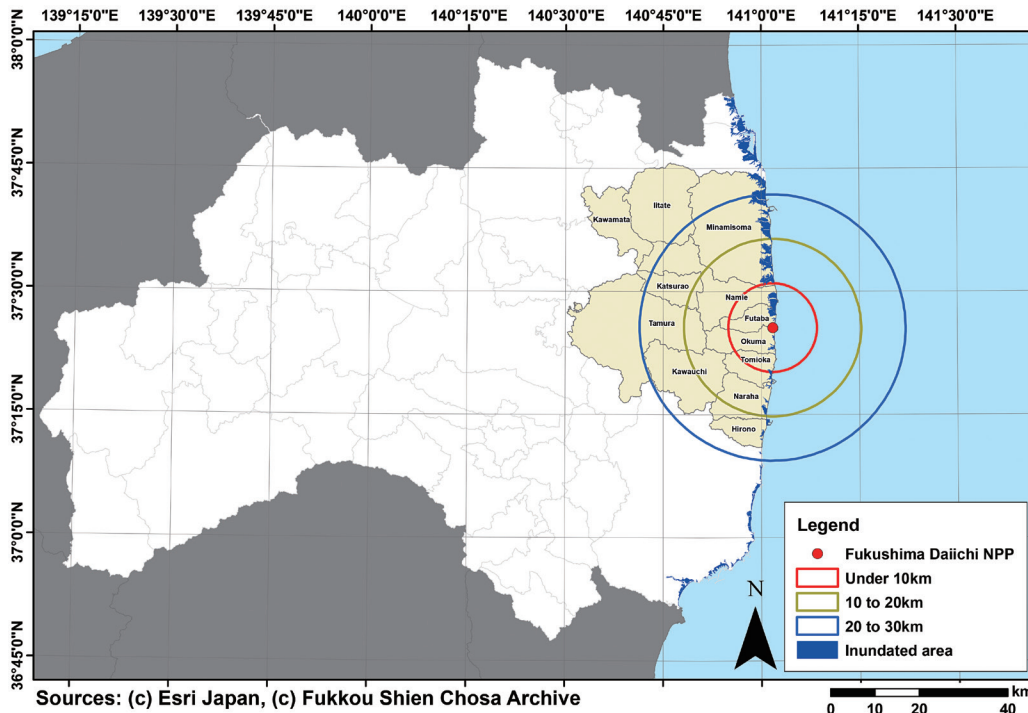 139°15'0"E 139°30'0"E 139°45'0"E 140°0'0"E 140°15'0"E 140°30'0"E 140°45'0"E 141°0'0"E 141°15'0"E 141°30'0"E
38°0'0"N
37°45'0"N
37°30'0"N
37°15'0"N
37°0'0"N
36°45'0"N
Iitate
Kawamata
Minamisoma
Katsurao
Namie
Futaba
Tamura
Okuma
Tomioka
Kawauchi
Naraha
Hirono
Legend
Fukushima Daiichi NPP
Under 10km
10 to 20km
20 to 30km
Inundated area
N
Sources: (c) Esri Japan, (c) Fukkou Shien Chosa Archive
km
0 10 20 40